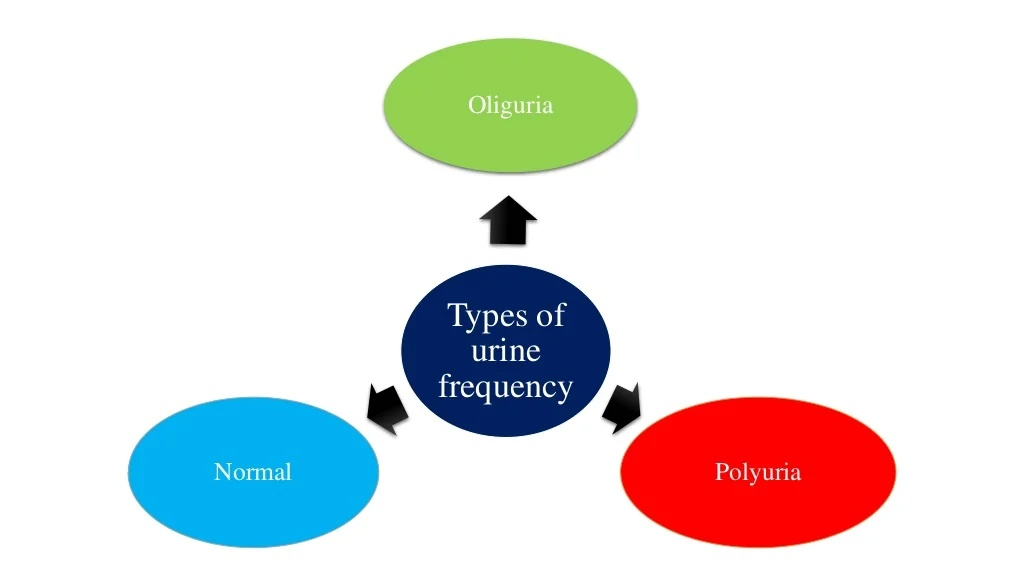 Oliguria
Types of
urine
frequency
Normal
Polyuria